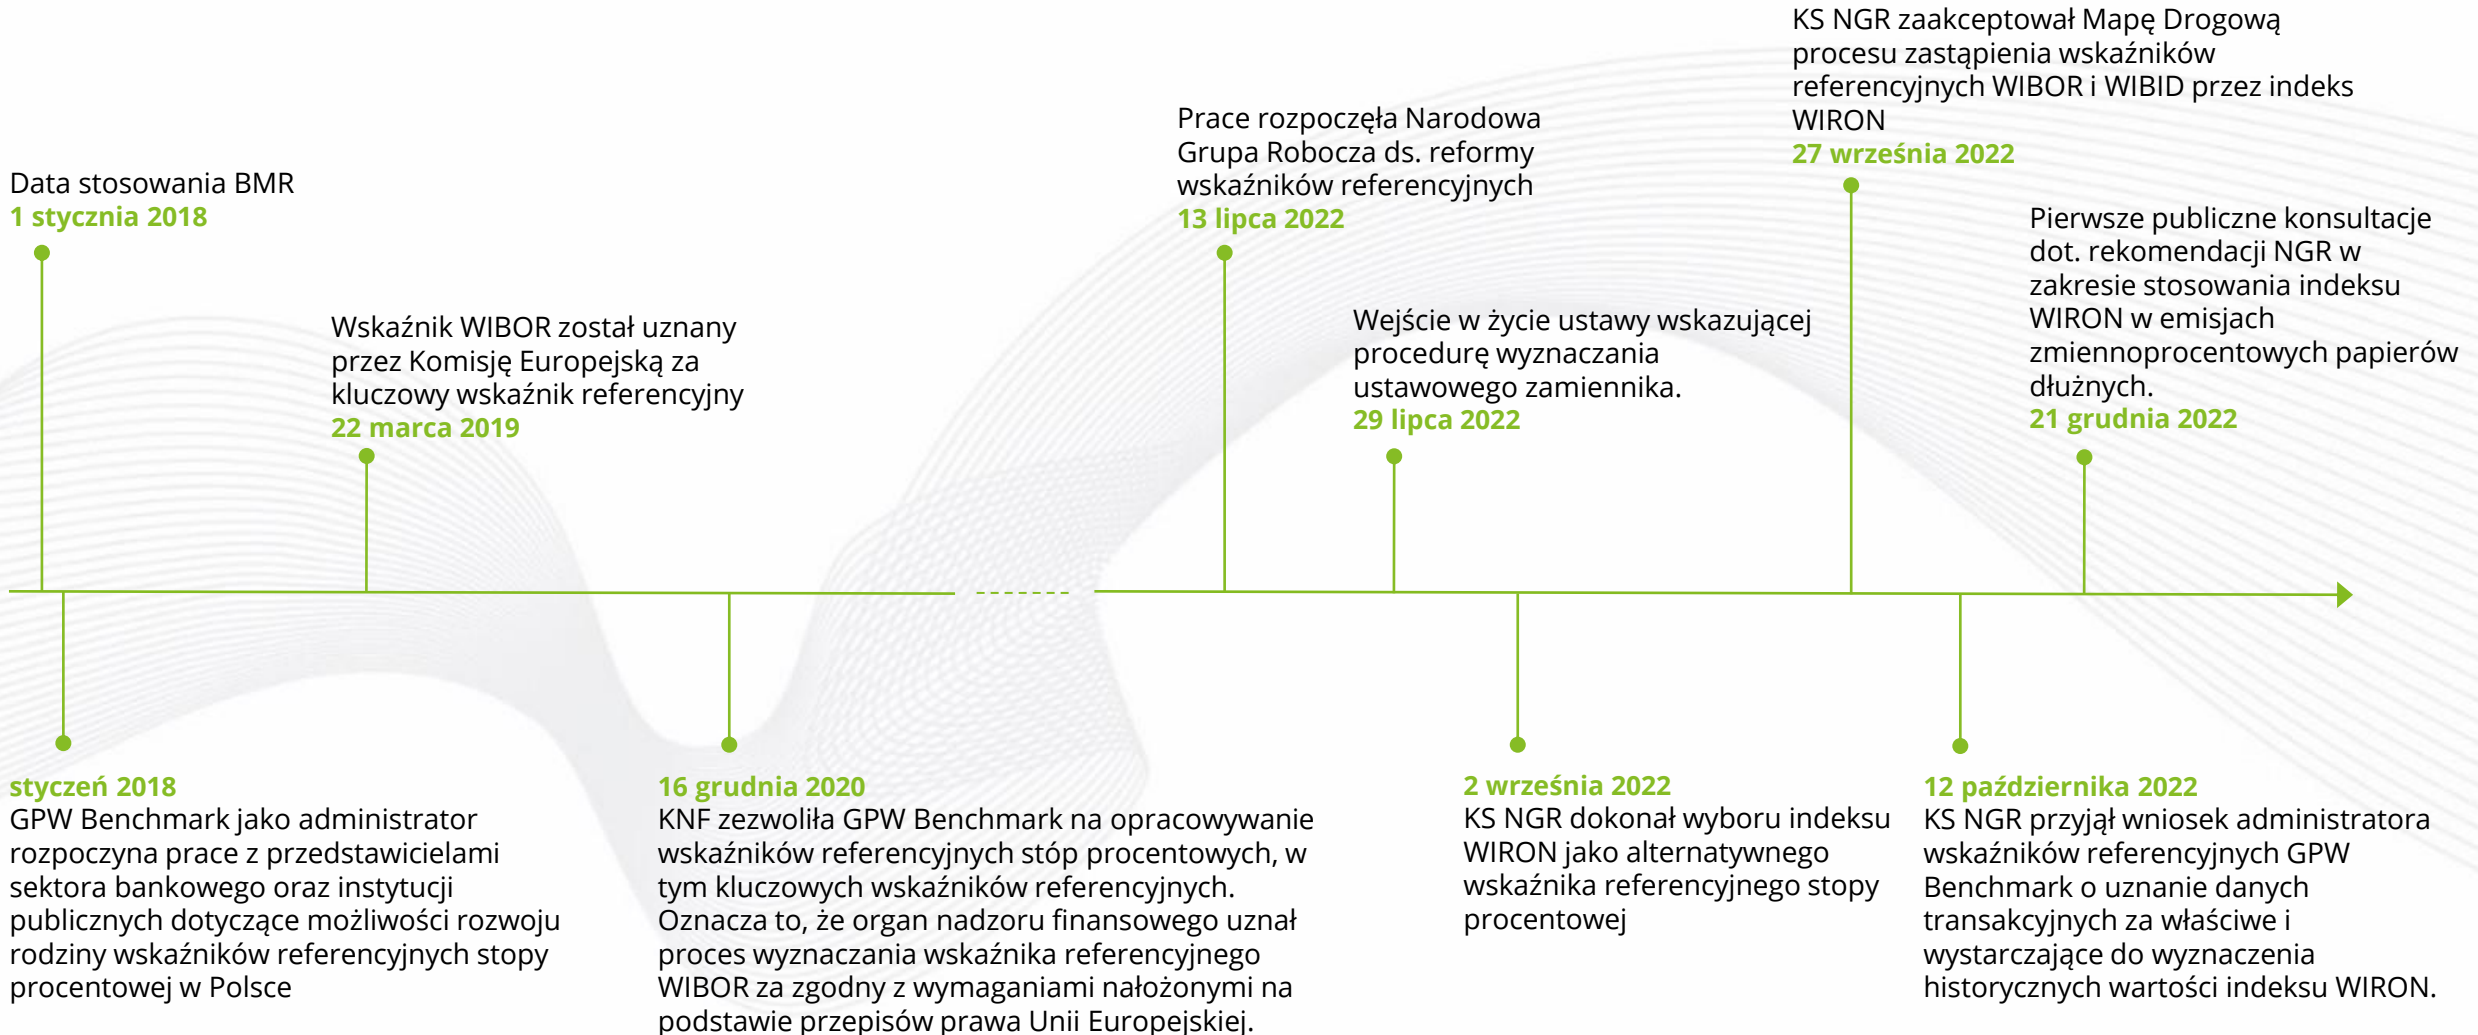 Data stosowania BMR
1 stycznia 2018
Wskaźnik WIBOR został uznany
przez Komisję Europejską za
kluczowy wskaźnik referencyjny
22 marca 2019
Prace rozpoczęła Narodowa
Grupa Robocza ds. reformy
wskaźników referencyjnych
13 lipca 2022
Wejście w życie ustawy wskazującej
procedurę wyznaczania
ustawowego zamiennika.
29 lipca 2022
KS NGR zaakceptował Mapę Drogową
procesu zastąpienia wskaźników
referencyjnych WIBOR i WIBID przez indeks
WIRON
27 września 2022
Pierwsze publiczne konsultacje
dot. rekomendacji NGR w
zakresie stosowania indeksu
WIRON w emisjach
zmiennoprocentowych papierów
dłużnych.
21 grudnia 2022
styczeń 2018
GPW Benchmark jako administrator
rozpoczyna prace z przedstawicielami
sektora bankowego oraz instytucji
publicznych dotyczące możliwości rozwoju
rodziny wskaźników referencyjnych stopy
procentowej w Polsce
16 grudnia 2020
KNF zezwoliła GPW Benchmark na opracowywanie
wskaźników referencyjnych stóp procentowych, w
tym kluczowych wskaźników referencyjnych.
Oznacza to, że organ nadzoru finansowego uznał
proces wyznaczania wskaźnika referencyjnego
WIBOR za zgodny z wymaganiami nałożonymi na
podstawie przepisów prawa Unii Europejskiej.
2 września 2022
KS NGR dokonał wyboru indeksu
WIRON jako alternatywnego
wskaźnika referencyjnego stopy
procentowej
12 października 2022
KS NGR przyjął wniosek administratora
wskaźników referencyjnych GPW
Benchmark o uznanie danych
transakcyjnych za właściwe i
wystarczające do wyznaczenia
historycznych wartości indeksu WIRON.